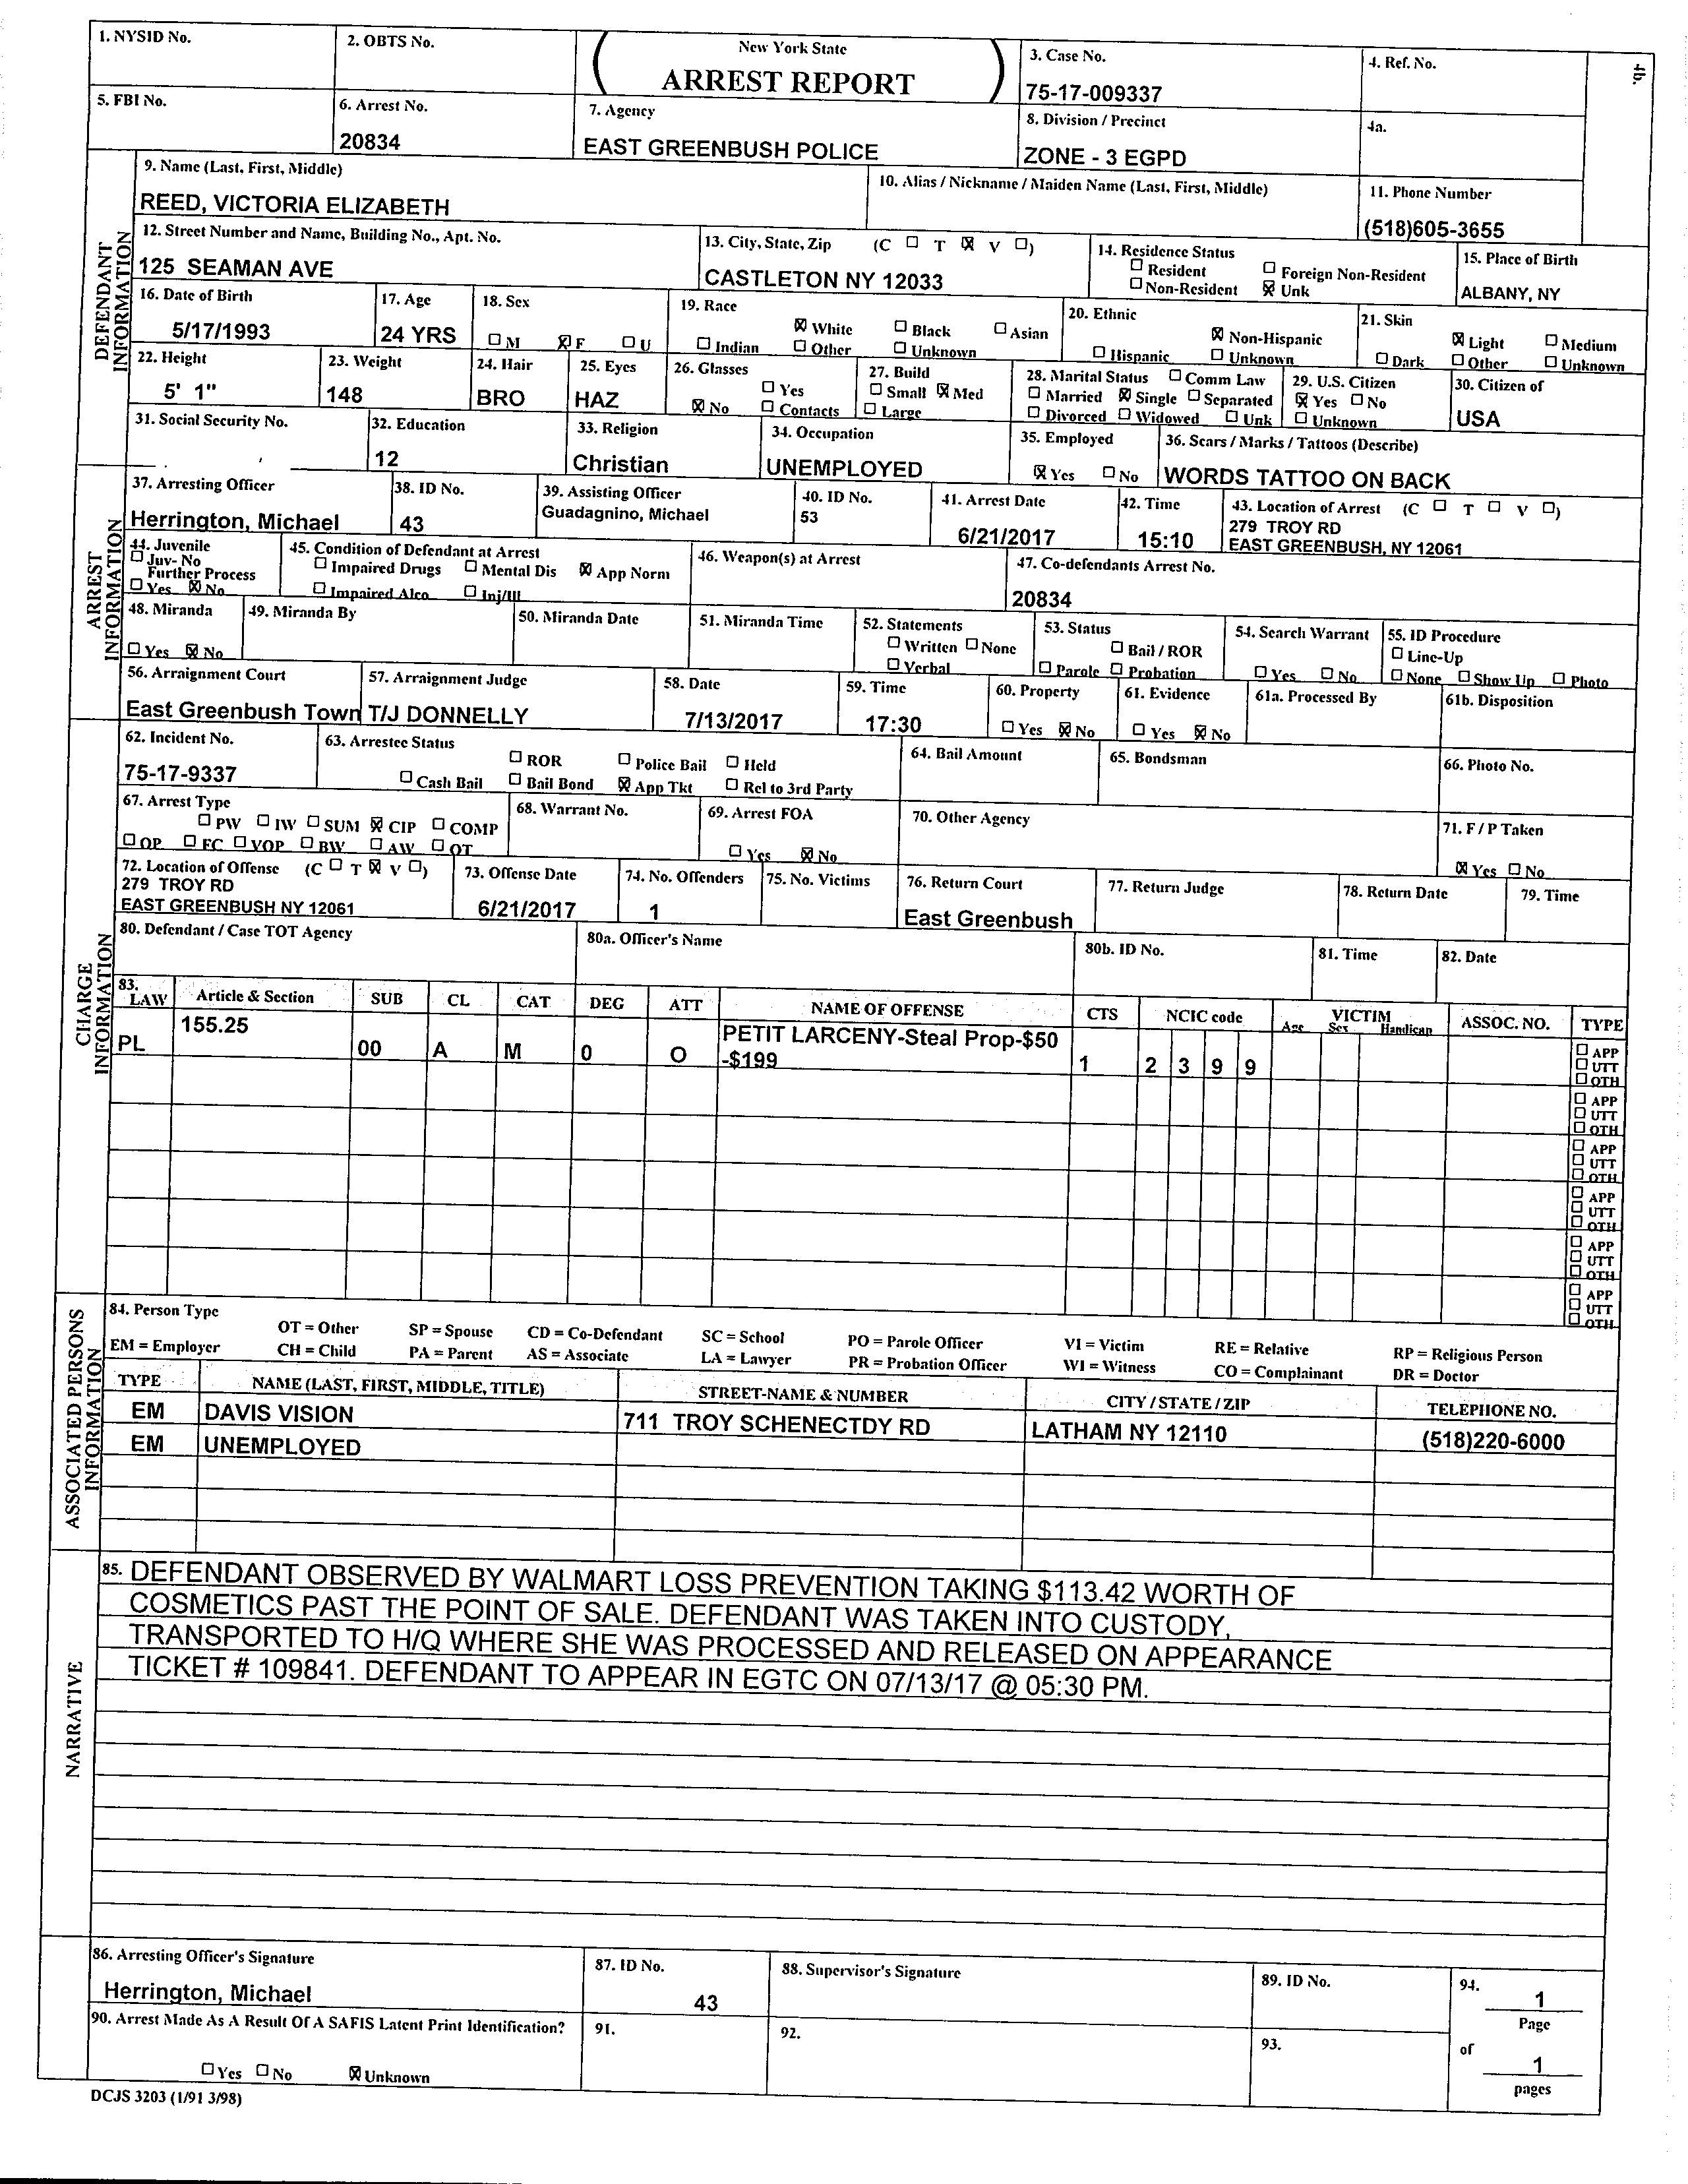 1. NYSID No.
2. OBTS No.
New York State
ARREST REPORT
3. Case No.
75-17-009337
4. Ref. No.
4b.
5. FBI No.
6. Arrest No.
20834
7. Agency
EAST GREENBUSH POLICE
8. Division / Precinct
ZONE - 3 EGPD
4a.
DEFENDANT INFORMATION
9. Name (Last, First, Middle)
REED, VICTORIA ELIZABETH
10. Alias / Nickname / Maiden Name (Last, First, Middle)
11. Phone Number
(518)605-3655
12. Street Number and Name, Building No., Apt. No.
125 SEAMAN AVE
13. City, State, Zip (C ☐ T ☒ V ☐)
CASTLETON NY 12033
14. Residence Status
☐ Resident ☐ Foreign Non-Resident
☐ Non-Resident ☒ Unk
15. Place of Birth
ALBANY, NY
16. Date of Birth
5/17/1993
17. Age
24 YRS
18. Sex
☐ M ☒ F ☐ U
19. Race
☒ White ☐ Black ☐ Asian
☐ Indian ☐ Other ☐ Unknown
20. Ethnic
☒ Non-Hispanic
☐ Hispanic ☐ Unknown
21. Skin
☒ Light ☐ Medium
☐ Dark ☐ Other ☐ Unknown
22. Height
5' 1"
23. Weight
148
24. Hair
BRO
25. Eyes
HAZ
26. Glasses
☐ Yes
☒ No ☐ Contacts
27. Build
☐ Small ☒ Med
☐ Large
28. Marital Status ☐ Comm Law
☐ Married ☒ Single ☐ Separated
☐ Divorced ☐ Widowed ☐ Unk
29. U.S. Citizen
☒ Yes ☐ No
☐ Unknown
30. Citizen of
USA
31. Social Security No.
32. Education
12
33. Religion
Christian
34. Occupation
UNEMPLOYED
35. Employed
☒ Yes ☐ No
36. Scars / Marks / Tattoos (Describe)
WORDS TATTOO ON BACK
ARREST INFORMATION
37. Arresting Officer
Herrington, Michael
38. ID No.
43
39. Assisting Officer
Guadagnino, Michael
40. ID No.
53
41. Arrest Date
6/21/2017
42. Time
15:10
43. Location of Arrest (C ☐ T ☐ V ☐)
279 TROY RD
EAST GREENBUSH, NY 12061
44. Juvenile
☐ Juv- No
Further Process
☐ Yes ☒ No
45. Condition of Defendant at Arrest
☐ Impaired Drugs ☐ Mental Dis ☒ App Norm
☐ Impaired Alco ☐ Inj/Ill
46. Weapon(s) at Arrest
47. Co-defendants Arrest No.
20834
48. Miranda
☐ Yes ☒ No
49. Miranda By
50. Miranda Date
51. Miranda Time
52. Statements
☐ Written ☐ None
☐ Verbal
53. Status
☐ Bail / ROR
☐ Parole ☐ Probation
54. Search Warrant
☐ Yes ☐ No
55. ID Procedure
☐ Line-Up
☐ None ☐ Show Up ☐ Photo
56. Arraignment Court
East Greenbush Town
57. Arraignment Judge
T/J DONNELLY
58. Date
7/13/2017
59. Time
17:30
60. Property
☐ Yes ☒ No
61. Evidence
☐ Yes ☒ No
61a. Processed By
61b. Disposition
CHARGE INFORMATION
62. Incident No.
75-17-9337
63. Arrestee Status
☐ ROR ☐ Police Bail ☐ Held
☐ Cash Bail ☐ Bail Bond ☒ App Tkt ☐ Rel to 3rd Party
64. Bail Amount
65. Bondsman
66. Photo No.
67. Arrest Type
☐ PW ☐ IW ☐ SUM ☒ CIP ☐ COMP
☐ OP ☐ FC ☐ VOP ☐ BW ☐ AW ☐ OT
68. Warrant No.
69. Arrest FOA
☐ Yes ☒ No
70. Other Agency
71. F / P Taken
☒ Yes ☐ No
72. Location of Offense (C ☐ T ☒ V ☐)
279 TROY RD
EAST GREENBUSH NY 12061
73. Offense Date
6/21/2017
74. No. Offenders
1
75. No. Victims
76. Return Court
East Greenbush
77. Return Judge
78. Return Date
79. Time
80. Defendant / Case TOT Agency
80a. Officer's Name
80b. ID No.
81. Time
82. Date
83. LAW Article & Section SUB CL CAT DEG ATT NAME OF OFFENSE CTS NCIC code VICTIM Age Sex Handicap ASSOC. NO. TYPE
PL 155.25 00 A M 0 O PETIT LARCENY-Steal Prop-$50
-$199 1 2 3 9 9
☐ APP
☐ UTT
☐ OTH
☐ APP
☐ UTT
☐ OTH
☐ APP
☐ UTT
☐ OTH
☐ APP
☐ UTT
☐ OTH
☐ APP
☐ UTT
☐ OTH
☐ APP
☐ UTT
☐ OTH
ASSOCIATED PERSONS INFORMATION
84. Person Type
OT = Other SP = Spouse CD = Co-Defendant SC = School PO = Parole Officer VI = Victim RE = Relative RP = Religious Person
EM = Employer CH = Child PA = Parent AS = Associate LA = Lawyer PR = Probation Officer WI = Witness CO = Complainant DR = Doctor
TYPE NAME (LAST, FIRST, MIDDLE, TITLE) STREET-NAME & NUMBER CITY / STATE / ZIP TELEPHONE NO.
EM DAVIS VISION 711 TROY SCHENECTDY RD LATHAM NY 12110 (518)220-6000
EM UNEMPLOYED
NARRATIVE
85. DEFENDANT OBSERVED BY WALMART LOSS PREVENTION TAKING $113.42 WORTH OF
COSMETICS PAST THE POINT OF SALE. DEFENDANT WAS TAKEN INTO CUSTODY,
TRANSPORTED TO H/Q WHERE SHE WAS PROCESSED AND RELEASED ON APPEARANCE
TICKET # 109841. DEFENDANT TO APPEAR IN EGTC ON 07/13/17 @ 05:30 PM.
86. Arresting Officer's Signature
Herrington, Michael
87. ID No.
43
88. Supervisor's Signature
89. ID No.
94.
1
Page
of
1
pages
90. Arrest Made As A Result Of A SAFIS Latent Print Identification?
☐ Yes ☐ No ☒ Unknown
91.
92.
93.
DCJS 3203 (1/91 3/98)